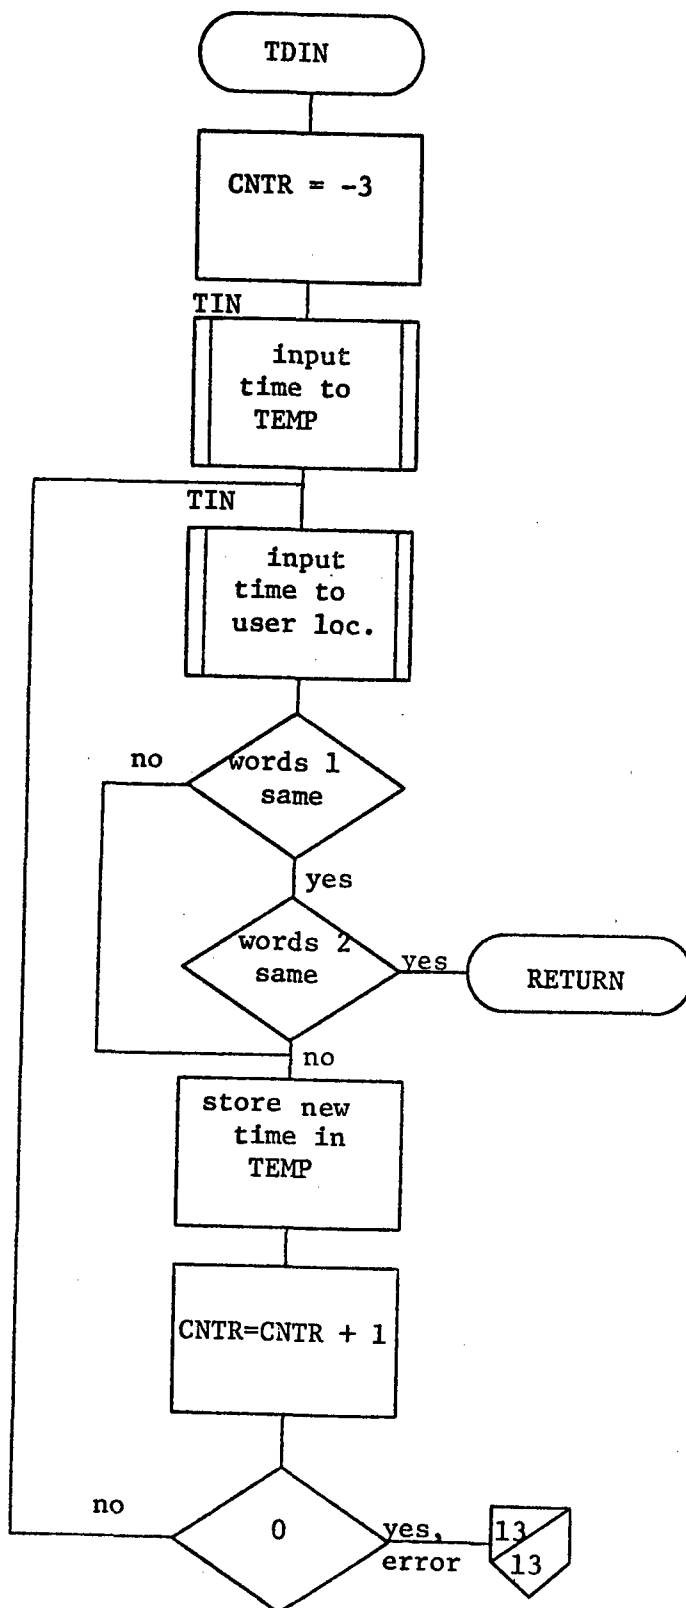 TDIN
CNTR = -3
TIN
input
time to
TEMP
TIN
input
time to
user loc.
no
words 1
same
yes
words 2
same
yes
RETURN
no
store new
time in
TEMP
CNTR=CNTR + 1
no
0
yes,
error
13
13